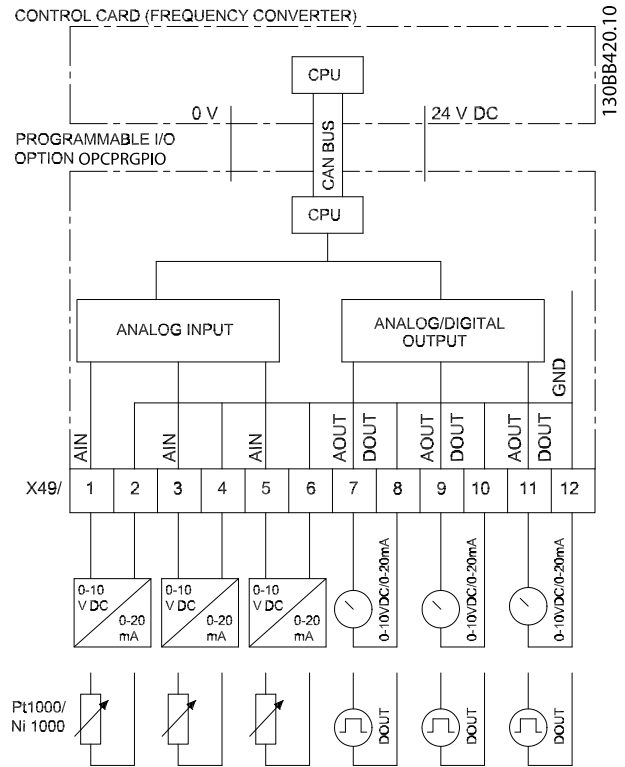 CONTROL CARD (FREQUENCY CONVERTER)
130BB420.10
CPU
0 V
24 V DC
CAN BUS
PROGRAMMABLE I/O
OPTION OPCPRGPIO
CPU
ANALOG INPUT
ANALOG/DIGITAL
OUTPUT
GND
AIN
AIN
AIN
AOUT
DOUT
AOUT
DOUT
AOUT
DOUT
X49/ 1 2 3 4 5 6 7 8 9 10 11 12
0-10
V DC
0-20
mA
0-10
V DC
0-20
mA
0-10
V DC
0-20
mA
0-10VDC/0-20mA
0-10VDC/0-20mA
0-10VDC/0-20mA
Pt1000/
Ni 1000
DOUT
DOUT
DOUT